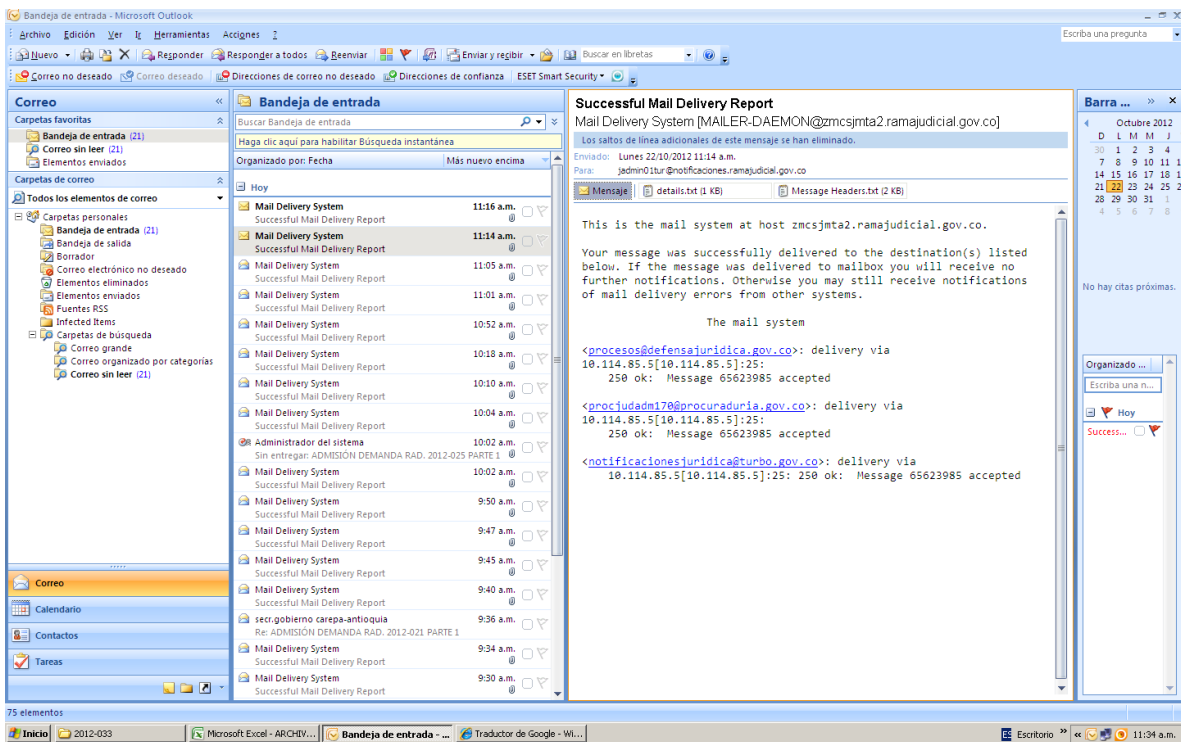 Bandeja de entrada - Microsoft Outlook
Archivo Edición Ver Ir Herramientas Acciones ? Escriba una pregunta
Nuevo Responder Responder a todos Reenviar Enviar y recibir Buscar en libretas
Correo no deseado Correo deseado Direcciones de correo no deseado Direcciones de confianza ESET Smart Security
Correo «
Carpetas favoritas
Bandeja de entrada (21)
Correo sin leer (21)
Elementos enviados
Carpetas de correo
Todos los elementos de correo
Carpetas personales
Bandeja de entrada (21)
Bandeja de salida
Borrador
Correo electrónico no deseado
Elementos eliminados
Elementos enviados
Fuentes RSS
Infected Items
Carpetas de búsqueda
Correo grande
Correo organizado por categorías
Correo sin leer (21)
Correo
Calendario
Contactos
Tareas
Bandeja de entrada
Buscar Bandeja de entrada
Haga clic aquí para habilitar Búsqueda instantánea
Organizado por: Fecha Más nuevo encima
Hoy
Mail Delivery System 11:16 a.m.
Successful Mail Delivery Report
Mail Delivery System 11:14 a.m.
Successful Mail Delivery Report
Mail Delivery System 11:05 a.m.
Successful Mail Delivery Report
Mail Delivery System 11:01 a.m.
Successful Mail Delivery Report
Mail Delivery System 10:52 a.m.
Successful Mail Delivery Report
Mail Delivery System 10:18 a.m.
Successful Mail Delivery Report
Mail Delivery System 10:10 a.m.
Successful Mail Delivery Report
Mail Delivery System 10:04 a.m.
Successful Mail Delivery Report
Administrador del sistema 10:02 a.m.
Sin entregar: ADMISIÓN DEMANDA RAD. 2012-025 PARTE 1
Mail Delivery System 10:02 a.m.
Successful Mail Delivery Report
Mail Delivery System 9:50 a.m.
Successful Mail Delivery Report
Mail Delivery System 9:47 a.m.
Successful Mail Delivery Report
Mail Delivery System 9:45 a.m.
Successful Mail Delivery Report
Mail Delivery System 9:40 a.m.
Successful Mail Delivery Report
secr.gobierno carepa-antioquia 9:36 a.m.
Re: ADMISIÓN DEMANDA RAD. 2012-021 PARTE 1
Mail Delivery System 9:34 a.m.
Successful Mail Delivery Report
Mail Delivery System 9:30 a.m.
Successful Mail Delivery Report
Successful Mail Delivery Report
Mail Delivery System [MAILER-DAEMON@zmcsjmta2.ramajudicial.gov.co]
Los saltos de línea adicionales de este mensaje se han eliminado.
Enviado: Lunes 22/10/2012 11:14 a.m.
Para: jadmin01tur@notificaciones.ramajudicial.gov.co
Mensaje details.txt (1 KB) Message Headers.txt (2 KB)
This is the mail system at host zmcsjmta2.ramajudicial.gov.co.
Your message was successfully delivered to the destination(s) listed
below. If the message was delivered to mailbox you will receive no
further notifications. Otherwise you may still receive notifications
of mail delivery errors from other systems.
The mail system
<procesos@defensajuridica.gov.co>: delivery via
10.114.85.5[10.114.85.5]:25:
250 ok: Message 65623985 accepted
<procjudadm170@procuraduria.gov.co>: delivery via
10.114.85.5[10.114.85.5]:25:
250 ok: Message 65623985 accepted
<notificacionesjuridica@turbo.gov.co>: delivery via
10.114.85.5[10.114.85.5]:25: 250 ok: Message 65623985 accepted
Barra ... »
Octubre 2012
D L M M J
30 1 2 3 4
7 8 9 10 11 1
14 15 16 17 18 1
21 22 23 24 25 2
28 29 30 31 1
4 5 6 7 8
No hay citas próximas.
Organizado ...
Escriba una n...
Hoy
Success...
75 elementos
Inicio 2012-033 Microsoft Excel - ARCHIV... Bandeja de entrada - ... Traductor de Google - Wi... ES Escritorio » « 11:34 a.m.